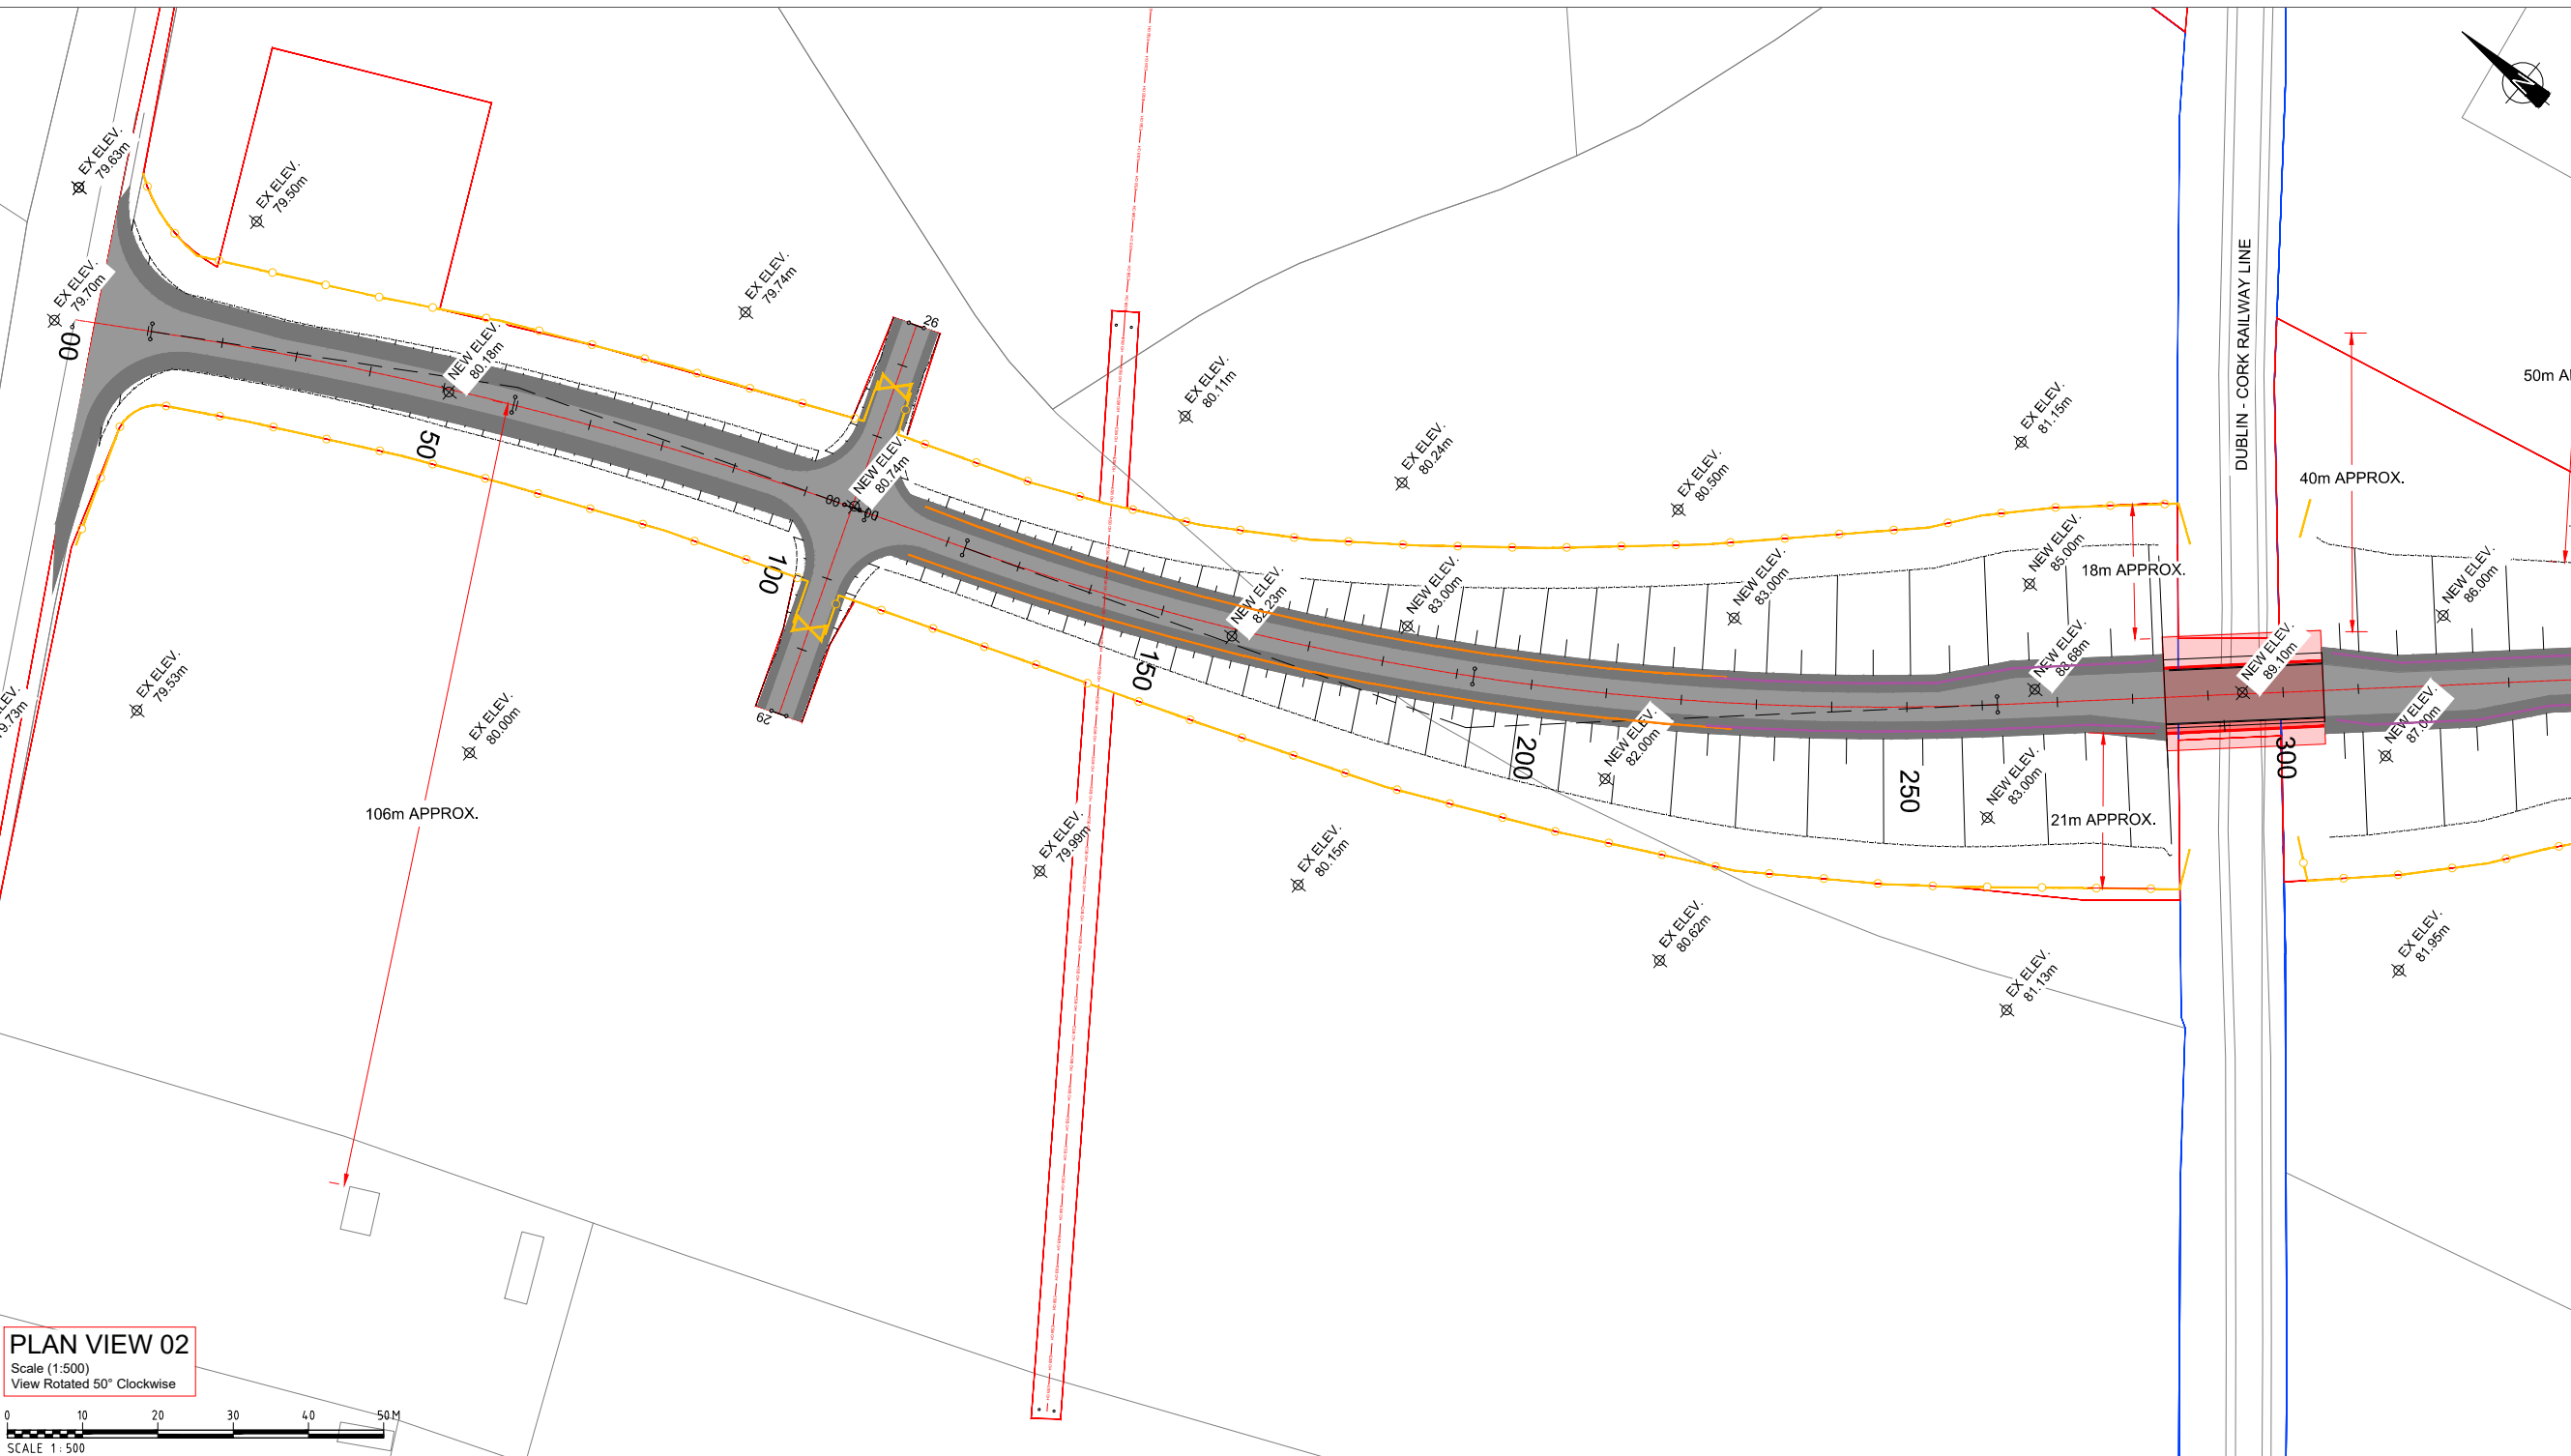 EX ELEV.
79.63m
EX ELEV.
79.50m
EX ELEV.
79.70m
EX ELEV.
79.74m
N
DUBLIN - CORK RAILWAY LINE
00
NEW ELEV.
80.18m
50
26
NEW ELEV.
80.74m
00
00
100
29
EX ELEV.
80.11m
EX ELEV.
80.24m
EX ELEV.
80.50m
EX ELEV.
81.15m
40m APPROX.
18m APPROX.
NEW ELEV.
82.23m
NEW ELEV.
83.00m
NEW ELEV.
83.00m
NEW ELEV.
85.00m
NEW ELEV.
88.68m
NEW ELEV.
89.10m
NEW ELEV.
86.00m
NEW ELEV.
87.00m
150
200
250
300
NEW ELEV.
82.00m
NEW ELEV.
83.00m
21m APPROX.
EX ELEV.
79.53m
EX ELEV.
80.00m
106m APPROX.
EX ELEV.
79.99m
EX ELEV.
80.15m
EX ELEV.
80.62m
EX ELEV.
81.13m
EX ELEV.
81.95m
50m A
ELEV.
79.73m
PLAN VIEW 02
Scale (1:500)
View Rotated 50° Clockwise
0 10 20 30 40 50 M
SCALE 1 : 500